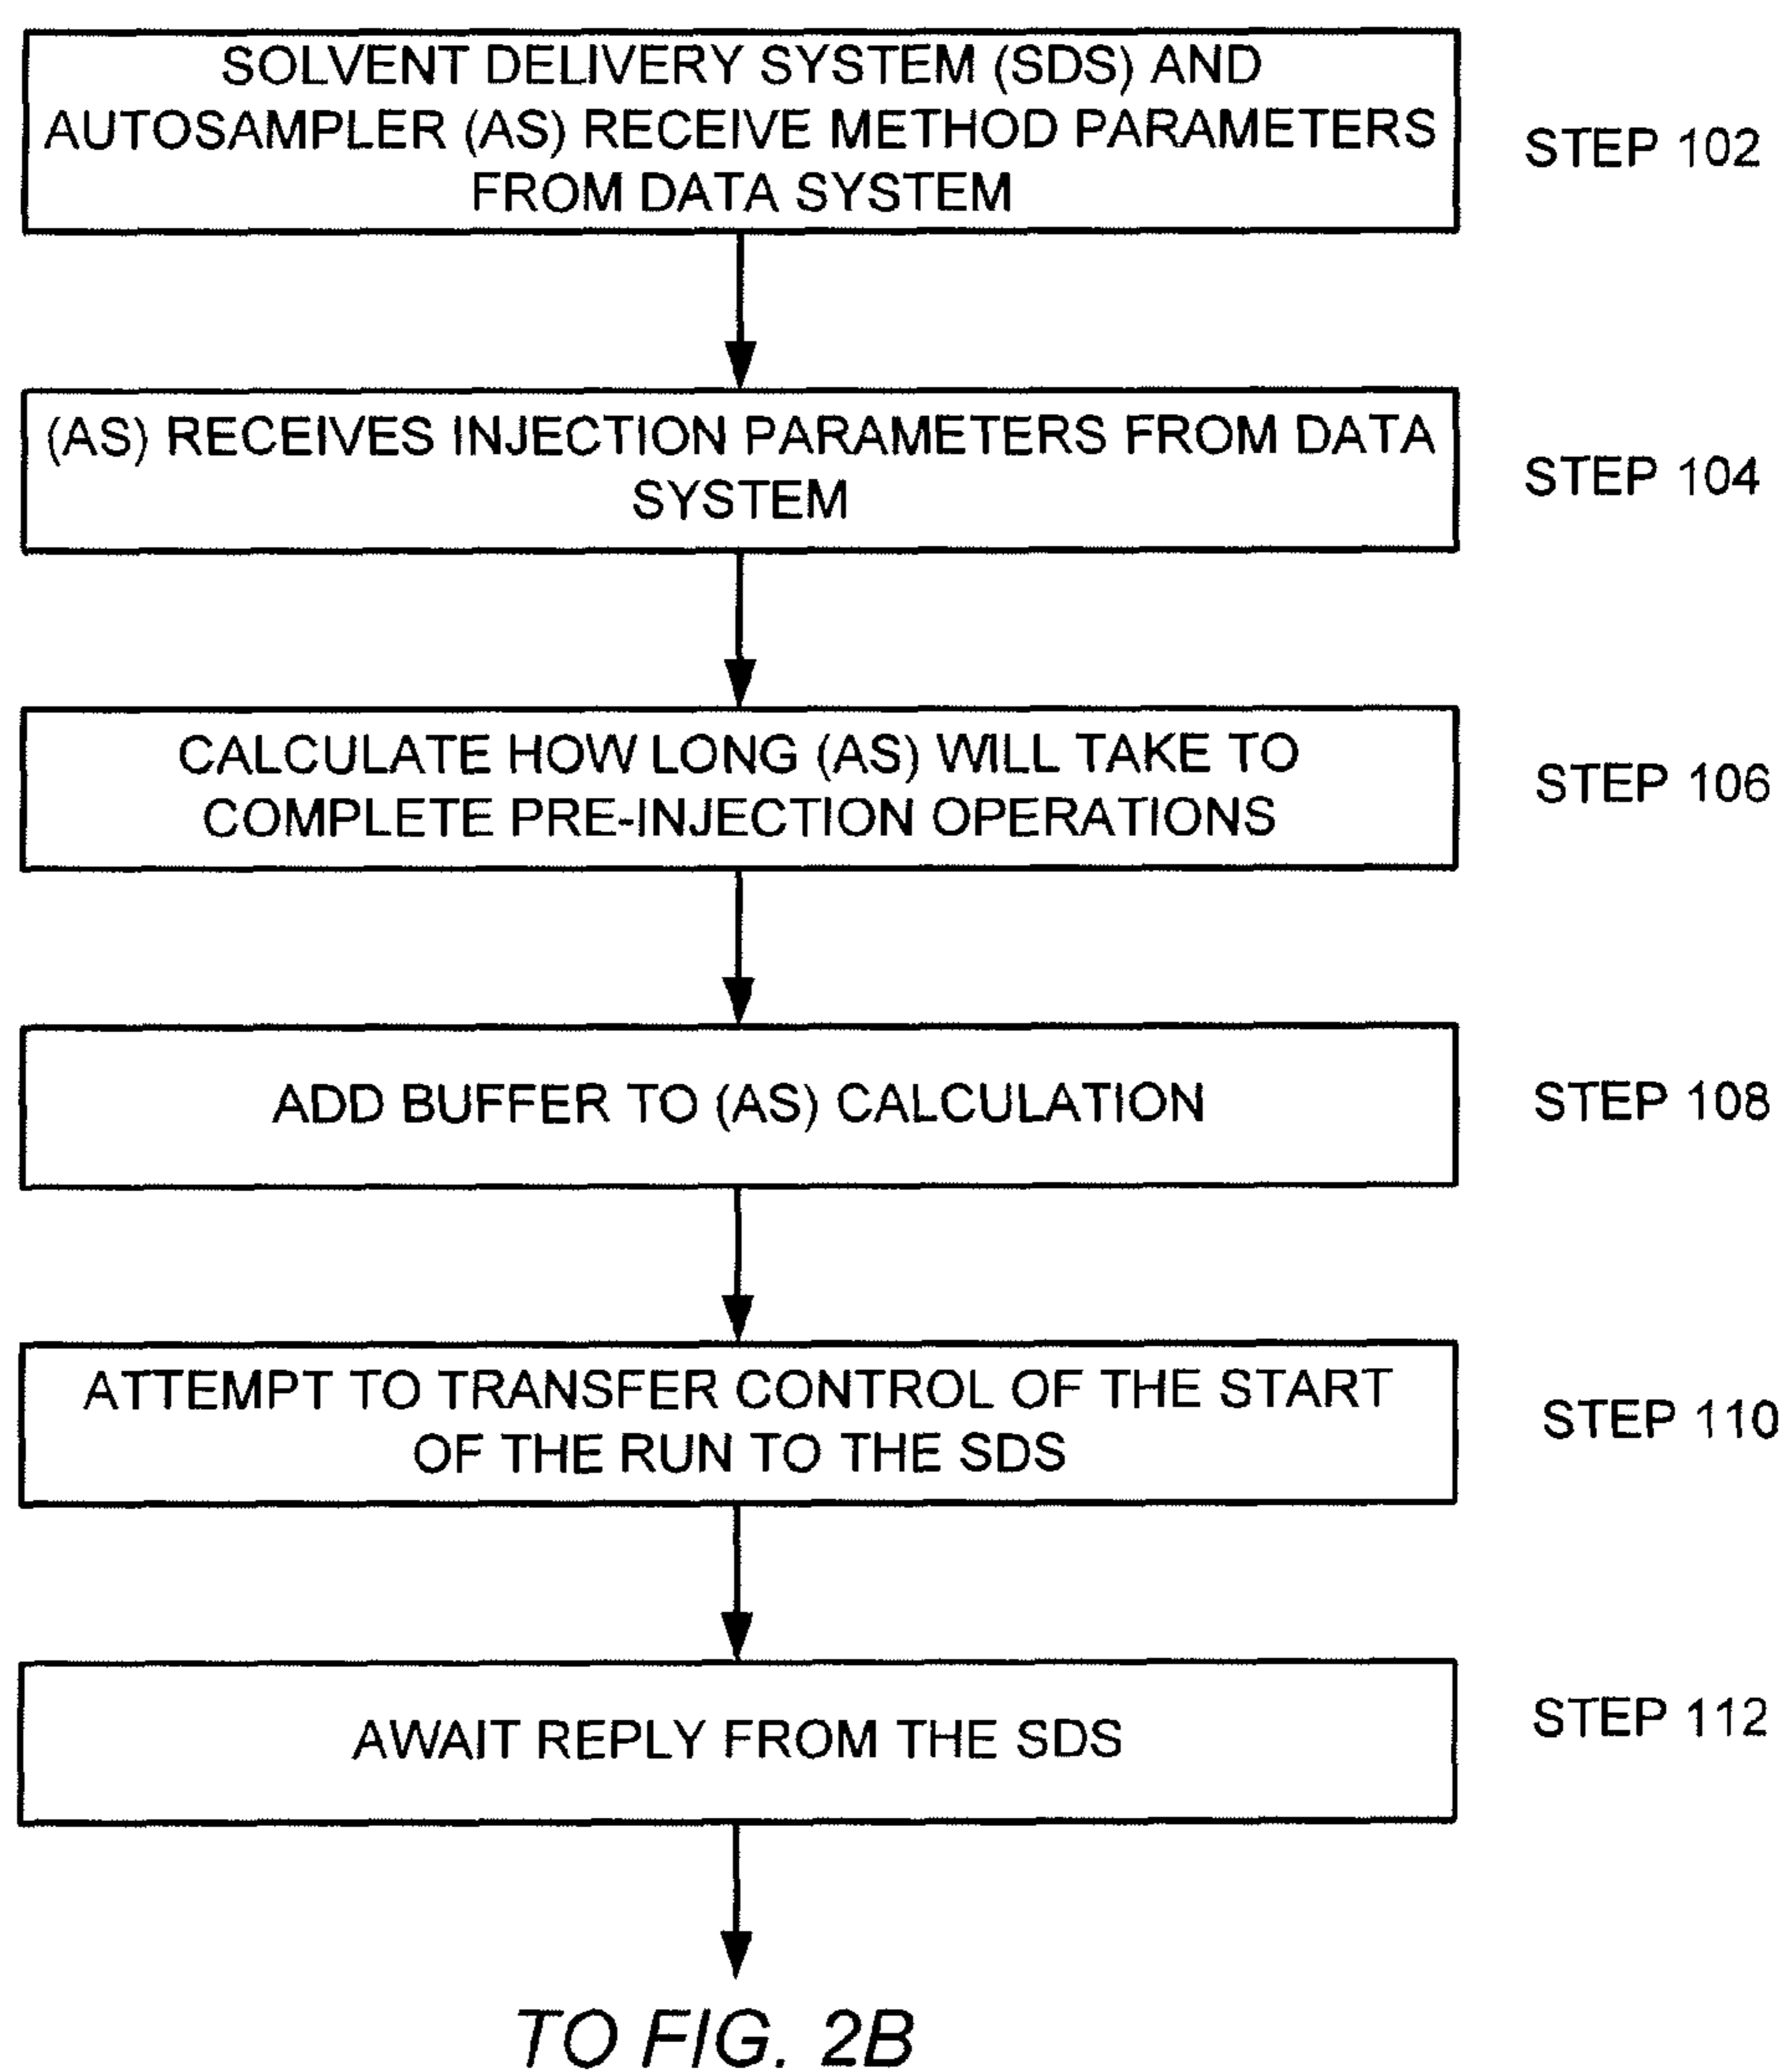 SOLVENT DELIVERY SYSTEM (SDS) AND
AUTOSAMPLER (AS) RECEIVE METHOD PARAMETERS
FROM DATA SYSTEM
STEP 102
(AS) RECEIVES INJECTION PARAMETERS FROM DATA
SYSTEM
STEP 104
CALCULATE HOW LONG (AS) WILL TAKE TO
COMPLETE PRE-INJECTION OPERATIONS
STEP 106
ADD BUFFER TO (AS) CALCULATION
STEP 108
ATTEMPT TO TRANSFER CONTROL OF THE START
OF THE RUN TO THE SDS
STEP 110
AWAIT REPLY FROM THE SDS
STEP 112
TO FIG. 2B